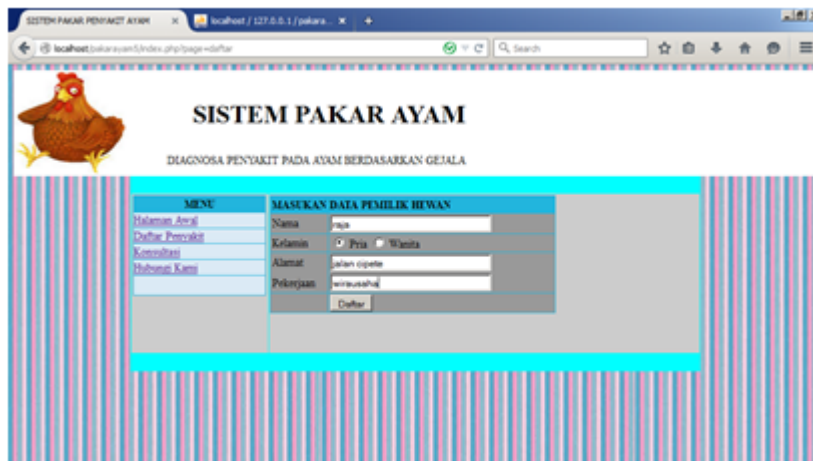 SISTEM PAKAR PENYAKIT AYAM
localhost / 127.0.0.1 / pakara...
localhost/pakarayam5/index.php?page=daftar
Search
SISTEM PAKAR AYAM
DIAGNOSA PENYAKIT PADA AYAM BERDASARKAN GEJALA
MENU
Halaman Awal
Daftar Penyakit
Konsultasi
Hubungi Kami
MASUKAN DATA PEMILIK HEWAN
Nama raja
Kelamin Pria Wanita
Alamat jalan cipete
Pekerjaan wirausaha
Daftar